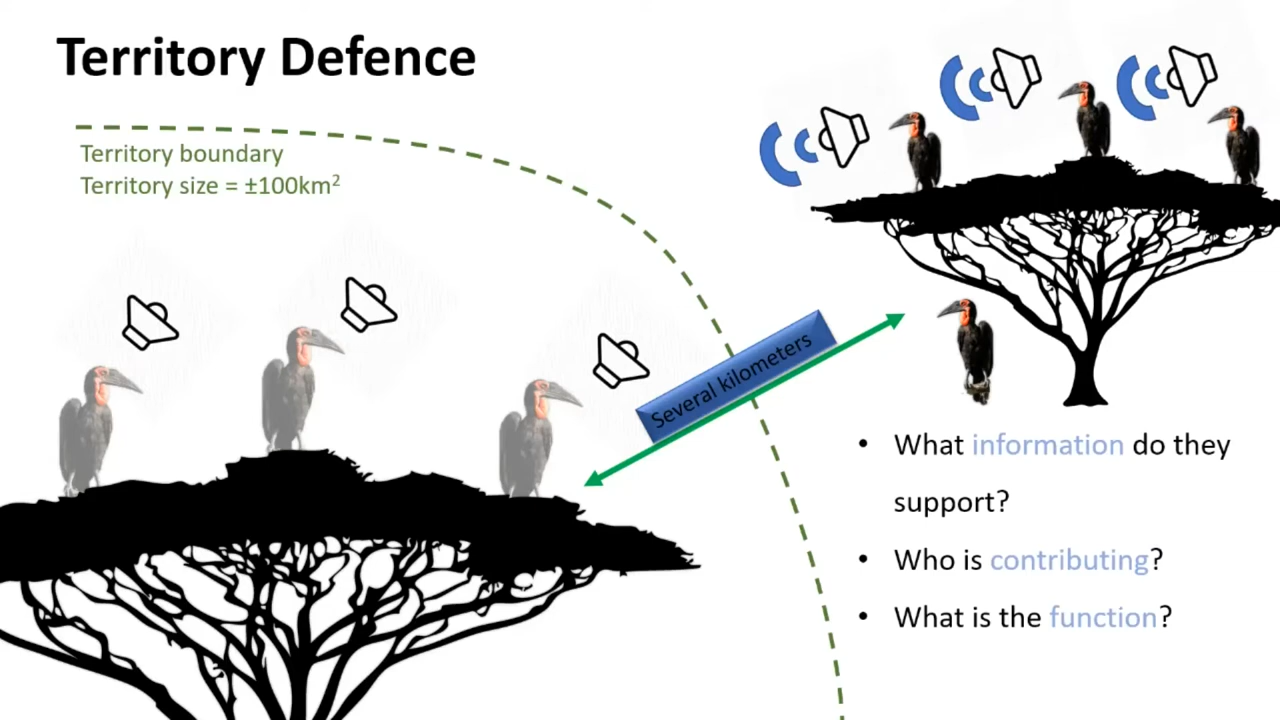 Territory Defence
Territory boundary
Territory size = ±100km²
Several kilometers
• What information do they
support?
• Who is contributing?
• What is the function?